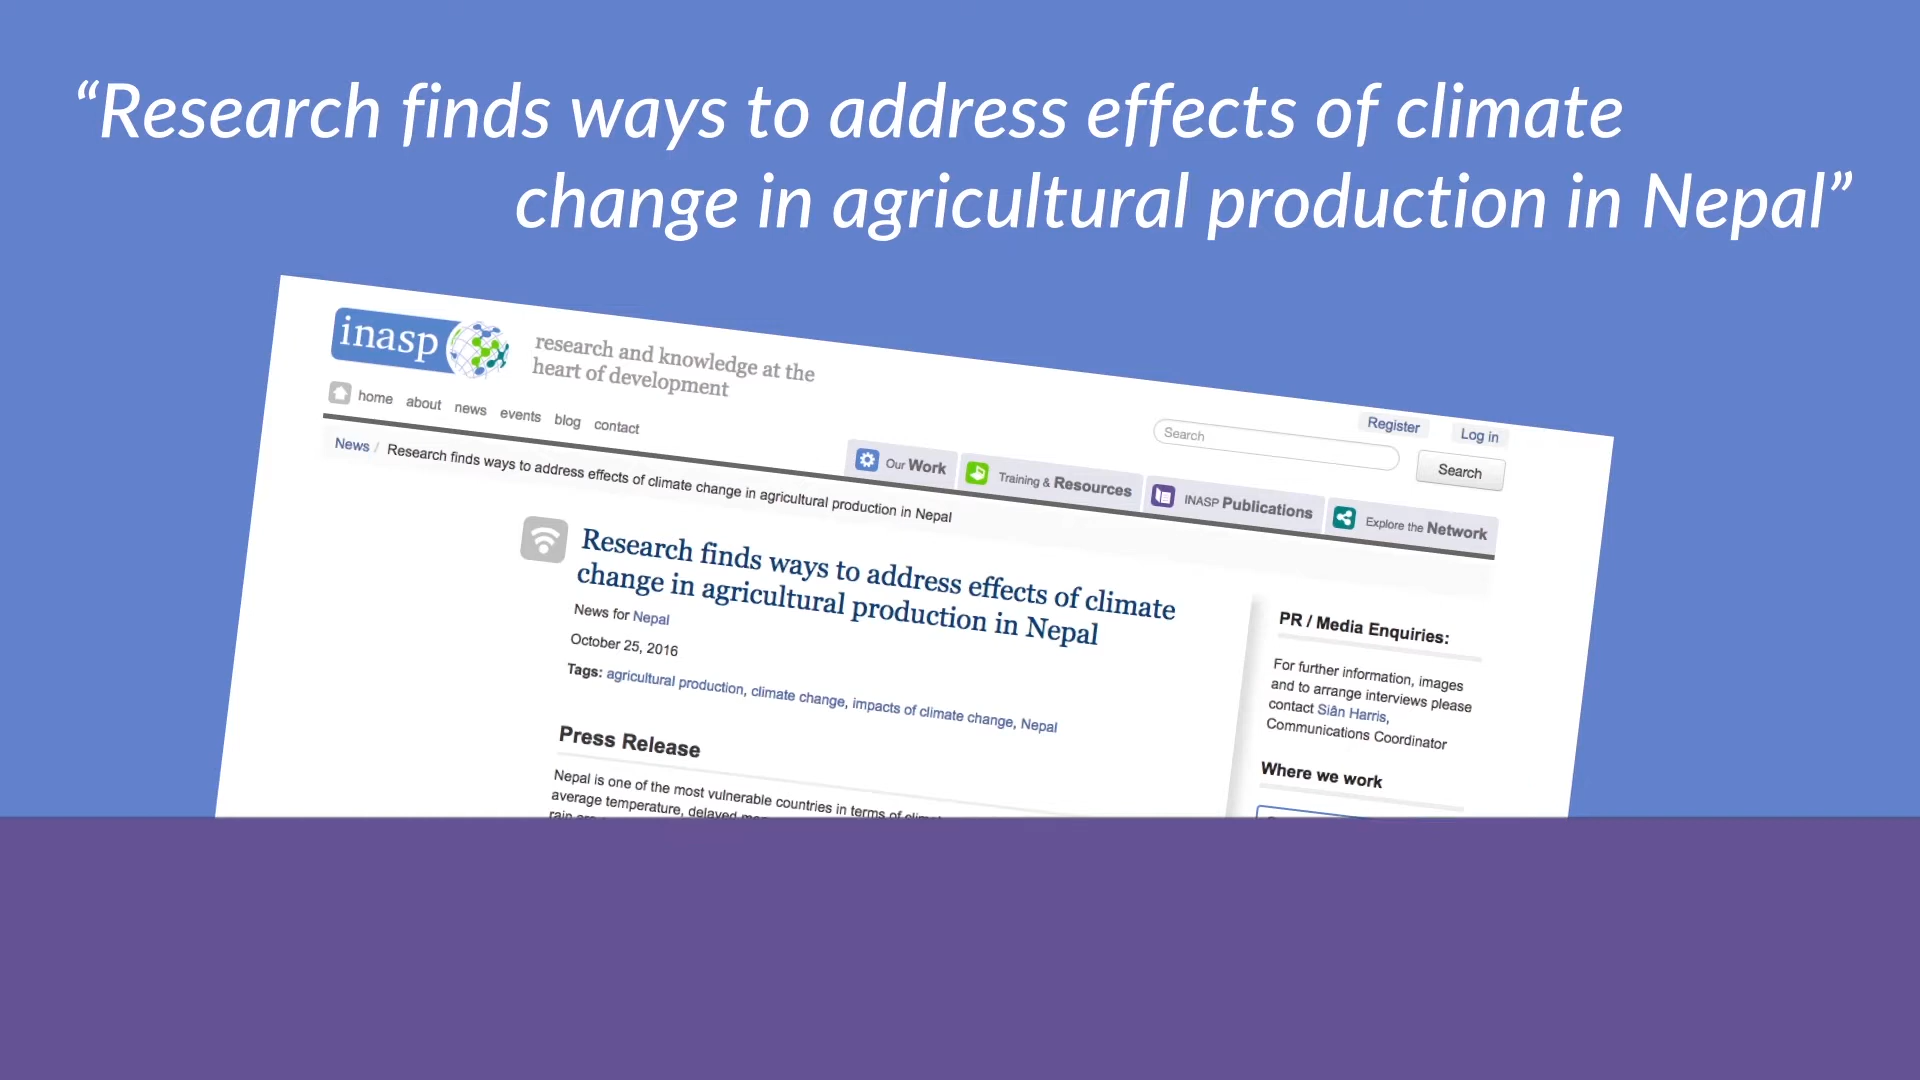 “Research finds ways to address effects of climate
change in agricultural production in Nepal”
inasp
research and knowledge at the
heart of development
home about news events blog contact
Search
Register
Log in
Search
Our Work
Training & Resources
INASP Publications
Explore the Network
News / Research finds ways to address effects of climate change in agricultural production in Nepal
Research finds ways to address effects of climate
change in agricultural production in Nepal
News for Nepal
October 25, 2016
Tags: agricultural production, climate change, impacts of climate change, Nepal
Press Release
Nepal is one of the most vulnerable countries in terms of
average temperature, delayed
rain
PR / Media Enquiries:
For further information, images
and to arrange interviews please
contact Siân Harris,
Communications Coordinator
Where we work